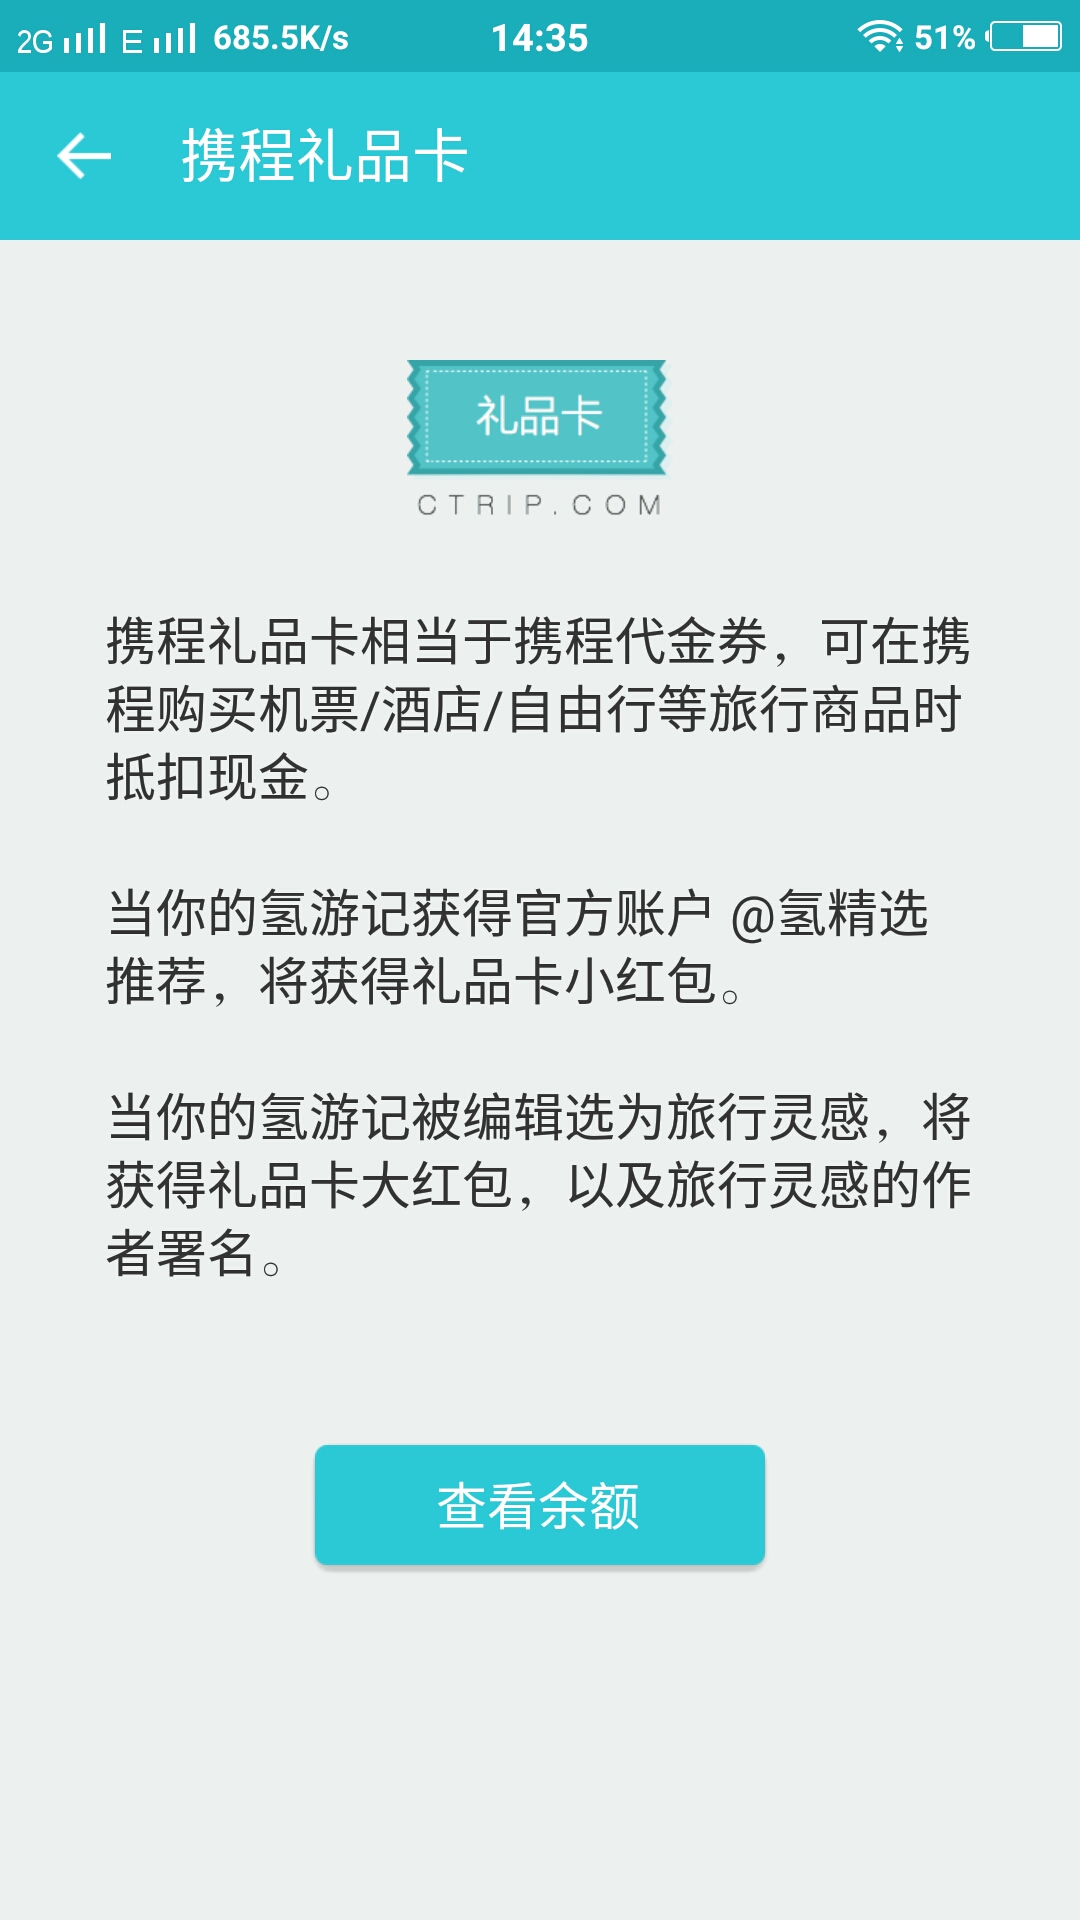 2G E 685.5K/s 14:35 51%
携程礼品卡
礼品卡
CTRIP.COM
携程礼品卡相当于携程代金券，可在携
程购买机票/酒店/自由行等旅行商品时
抵扣现金。
当你的氢游记获得官方账户 @氢精选
推荐，将获得礼品卡小红包。
当你的氢游记被编辑选为旅行灵感，将
获得礼品卡大红包，以及旅行灵感的作
者署名。
查看余额